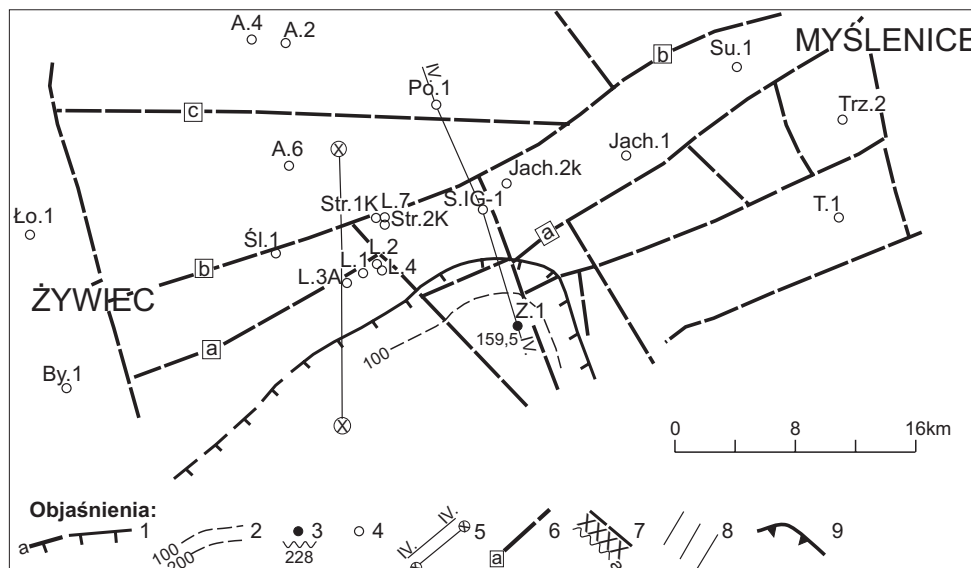 A.4
A.2
MYŚLENICE
Su.1
b
IV.
Po.1
c
Trz.2
A.6
X
Jach.1
Jach.2k
Str.1K
L.7
S.IG-1
Str.2K
T.1
Ło.1
a
Śl.1
L.2
L.1
L.4
b
L.3A
ŻYWIEC
Z.1
159,5
IV.
100
a
By.1
X
0 8 16km
Objaśnienia:
a 1
100 200 2
3
228
4
IV. IV. 5
a 6
a 7
8
9